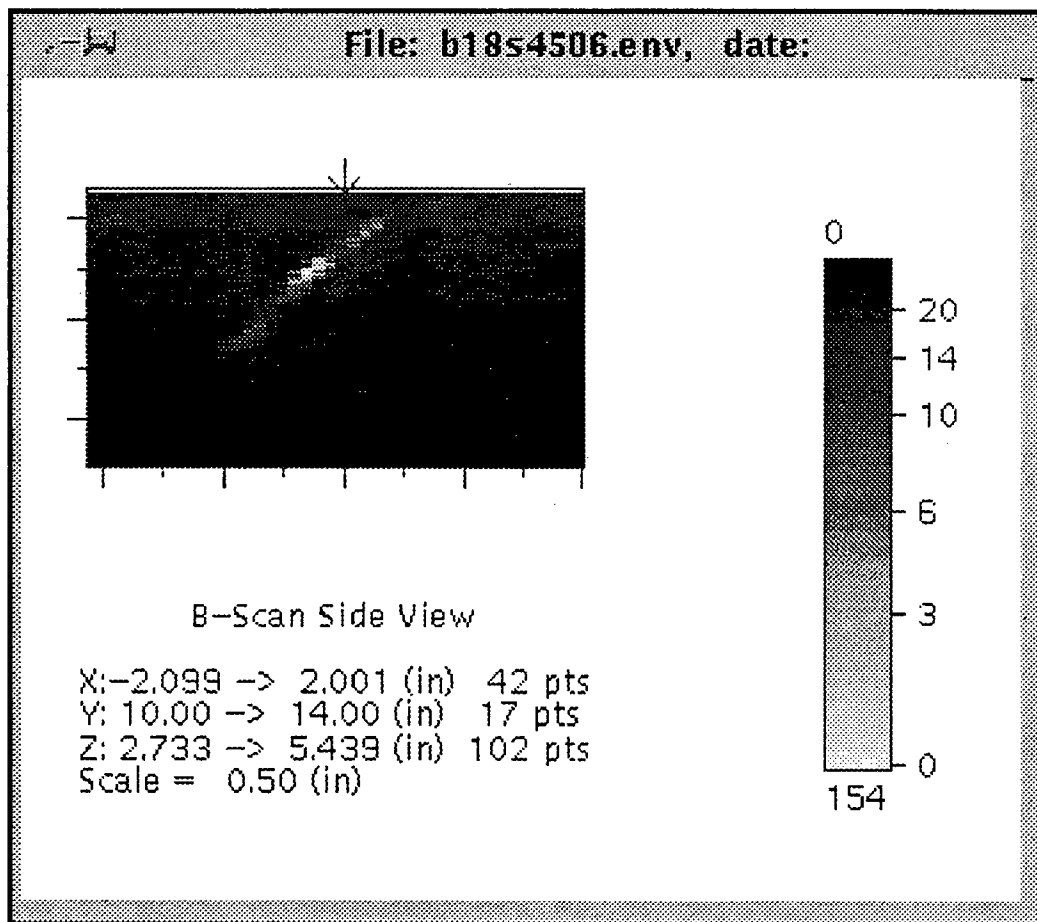 File: b18s4506.env, date:
0
20
14
10
6
3
0
154
B-Scan Side View
X:-2.099 -> 2.001 (in) 42 pts
Y: 10.00 -> 14.00 (in) 17 pts
Z: 2.733 -> 5.439 (in) 102 pts
Scale = 0.50 (in)